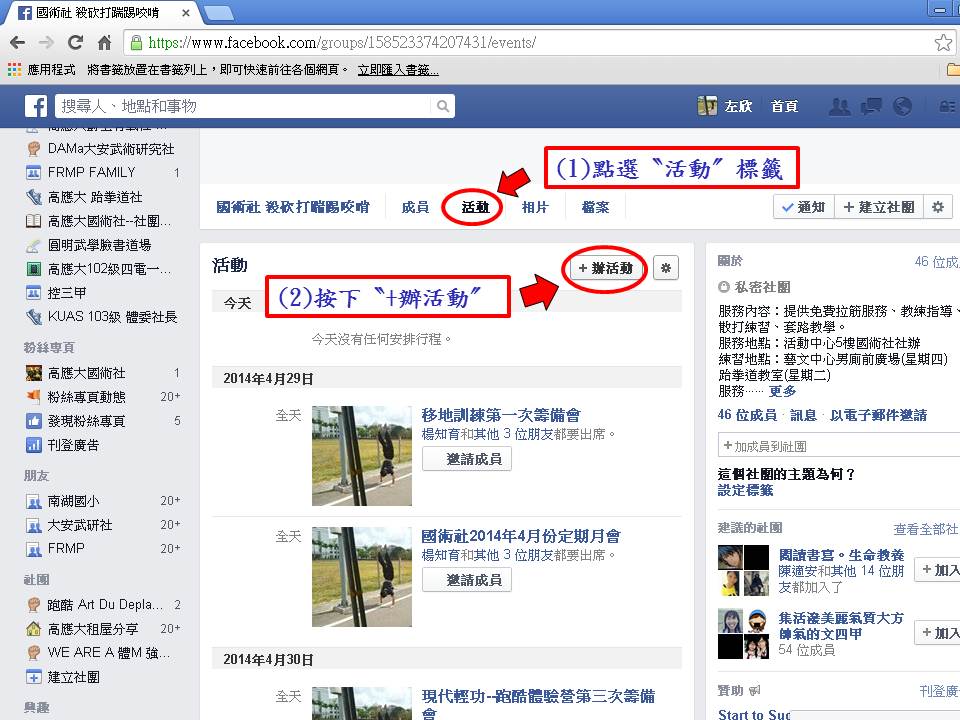 國術社 殺砍打踹踢咬啃
https://www.facebook.com/groups/158523374207431/events/
應用程式 將書籤放置在書籤列上，即可快速前往各個網頁。 立即匯入書籤...
搜尋人、地點和事物
左欣 首頁
DAMa大安武術研究社
FRMP FAMILY 1
高應大 跆拳道社
高應大國術社--社團...
圓明武學臉書道場
高應大102級四電一...
控三甲
KUAS 103級 體委社長
粉絲專頁
高應大國術社 1
粉絲專頁動態 20+
發現粉絲專頁 5
刊登廣告
朋友
南湖國小 20+
大安武研社 20+
FRMP 20+
社團
跑酷 Art Du Depla... 2
高應大租屋分享 20+
WE ARE A 體M 強...
建立社團
興趣
(1)點選〝活動〞標籤
國術社 殺砍打踹踢咬啃 成員 活動 相片 檔案
通知 +建立社團
活動
+辦活動
(2)按下〝+辦活動〞
今天
今天沒有任何安排行程。
2014年4月29日
全天
移地訓練第一次籌備會
楊知育和其他 3 位朋友都要出席。
邀請成員
全天
國術社2014年4月份定期月會
楊知育和其他 3 位朋友都要出席。
邀請成員
2014年4月30日
全天
現代輕功--跑酷體驗營第三次籌備
會
關於 46 位成
私密社團
服務內容：提供免費拉筋服務、教練指導、
散打練習、套路教學。
服務地點：活動中心5樓國術社社辦
練習地點：藝文中心男廁前廣場(星期四)
跆拳道教室(星期二)
服務…… 更多
46 位成員 · 訊息 · 以電子郵件邀請
+加成員到社團
這個社團的主題為何？
設定標籤
建議的社團 查看全部社
閱讀書寫。生命教義
陳邅安和其他 14 位朋
友都加入了
+加入
集活潑美麗氣質大方
帥氣的文四甲
54 位成員
+加入
贊助 刊登廣
Start to Sud